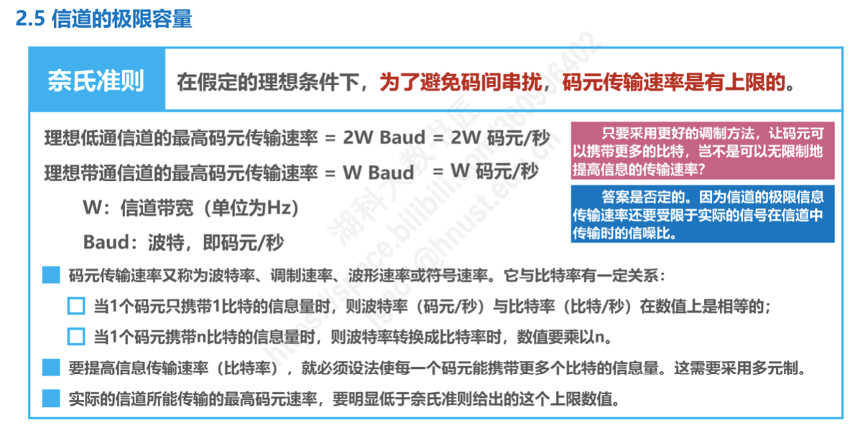 2.5 信道的极限容量
奈氏准则
在假定的理想条件下，为了避免码间串扰，码元传输速率是有上限的。
理想低通信道的最高码元传输速率 = 2W Baud = 2W 码元/秒
理想带通信道的最高码元传输速率 = W Baud = W 码元/秒
W：信道带宽（单位为Hz）
Baud：波特，即码元/秒
只要采用更好的调制方法，让码元可
以携带更多的比特，岂不是可以无限制地
提高信息的传输速率？
答案是否定的。因为信道的极限信息
传输速率还要受限于实际的信号在信道中
传输时的信噪比。
码元传输速率又称为波特率、调制速率、波形速率或符号速率。它与比特率有一定关系：
当1个码元只携带1比特的信息量时，则波特率（码元/秒）与比特率（比特/秒）在数值上是相等的；
当1个码元携带n比特的信息量时，则波特率转换成比特率时，数值要乘以n。
要提高信息传输速率（比特率），就必须设法使每一个码元能携带更多个比特的信息量。这需要采用多元制。
实际的信道所能传输的最高码元速率，要明显低于奈氏准则给出的这个上限数值。